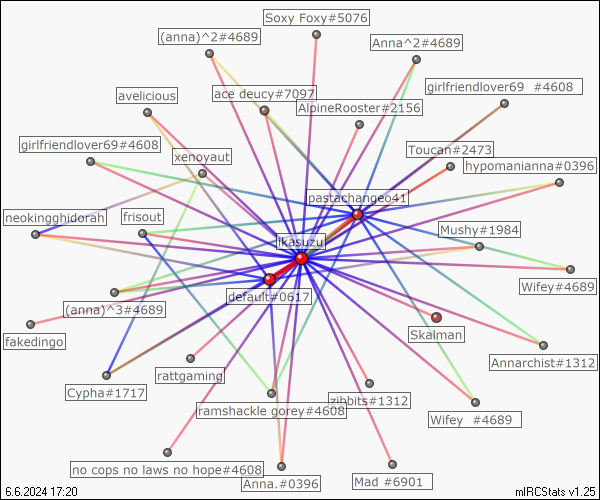 Soxy Foxy#5076
(anna)^2#4689
Anna^2#4689
girlfriendlover69 #4608
ace deucy#7097
avelicious
AlpineRooster#2156
girlfriendlover69#4608
Toucan#2473
xenoyaut
hypomanianna#0396
pastachangeo41
neokingghidorah
frisout
Mushy#1984
ikasuzu
Wifey#4689
default#0617
(anna)^3#4689
Skaiman
fakedingo
Annarchist#1312
rattgaming
Cypha#1717
zibbits#1312
ramshackle gorey#4608
Wifey #4689
no cops no laws no hope#4608
Anna.#0396
Mad #6901
6.6.2024 17:20
mIRCStats v1.25